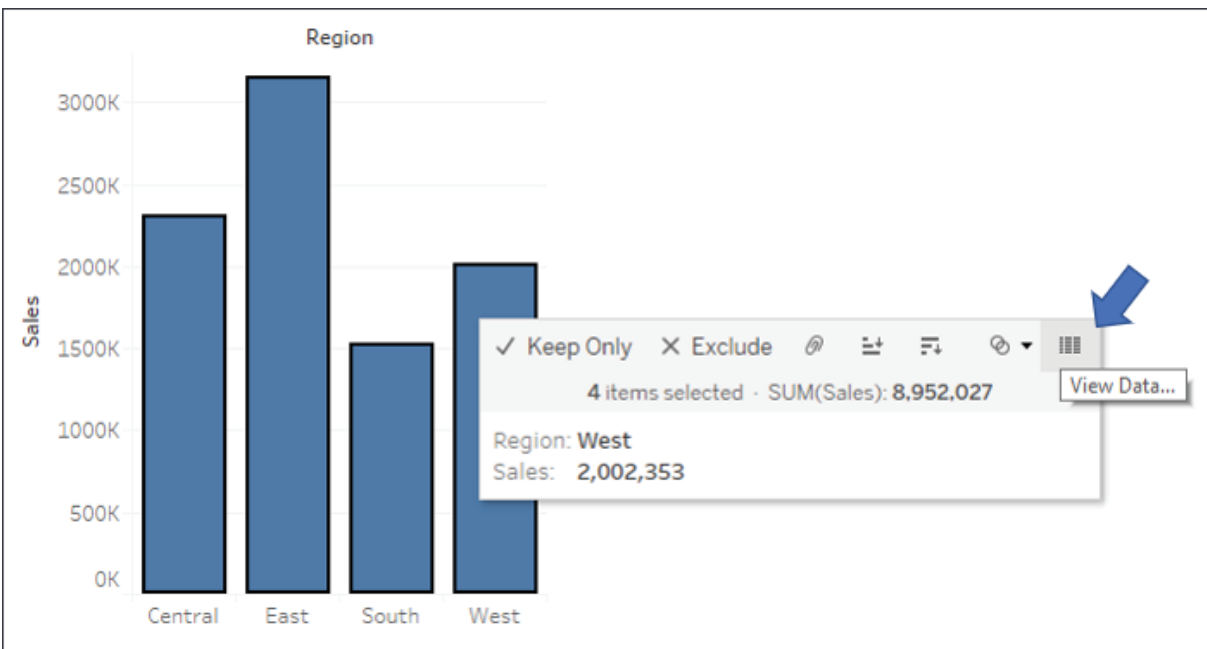 Region
3000K
2500K
2000K
1500K
1000K
500K
0K
Sales
Central East South West
Keep Only Exclude
View Data...
4 items selected · SUM(Sales): 8,952,027
Region: West
Sales: 2,002,353